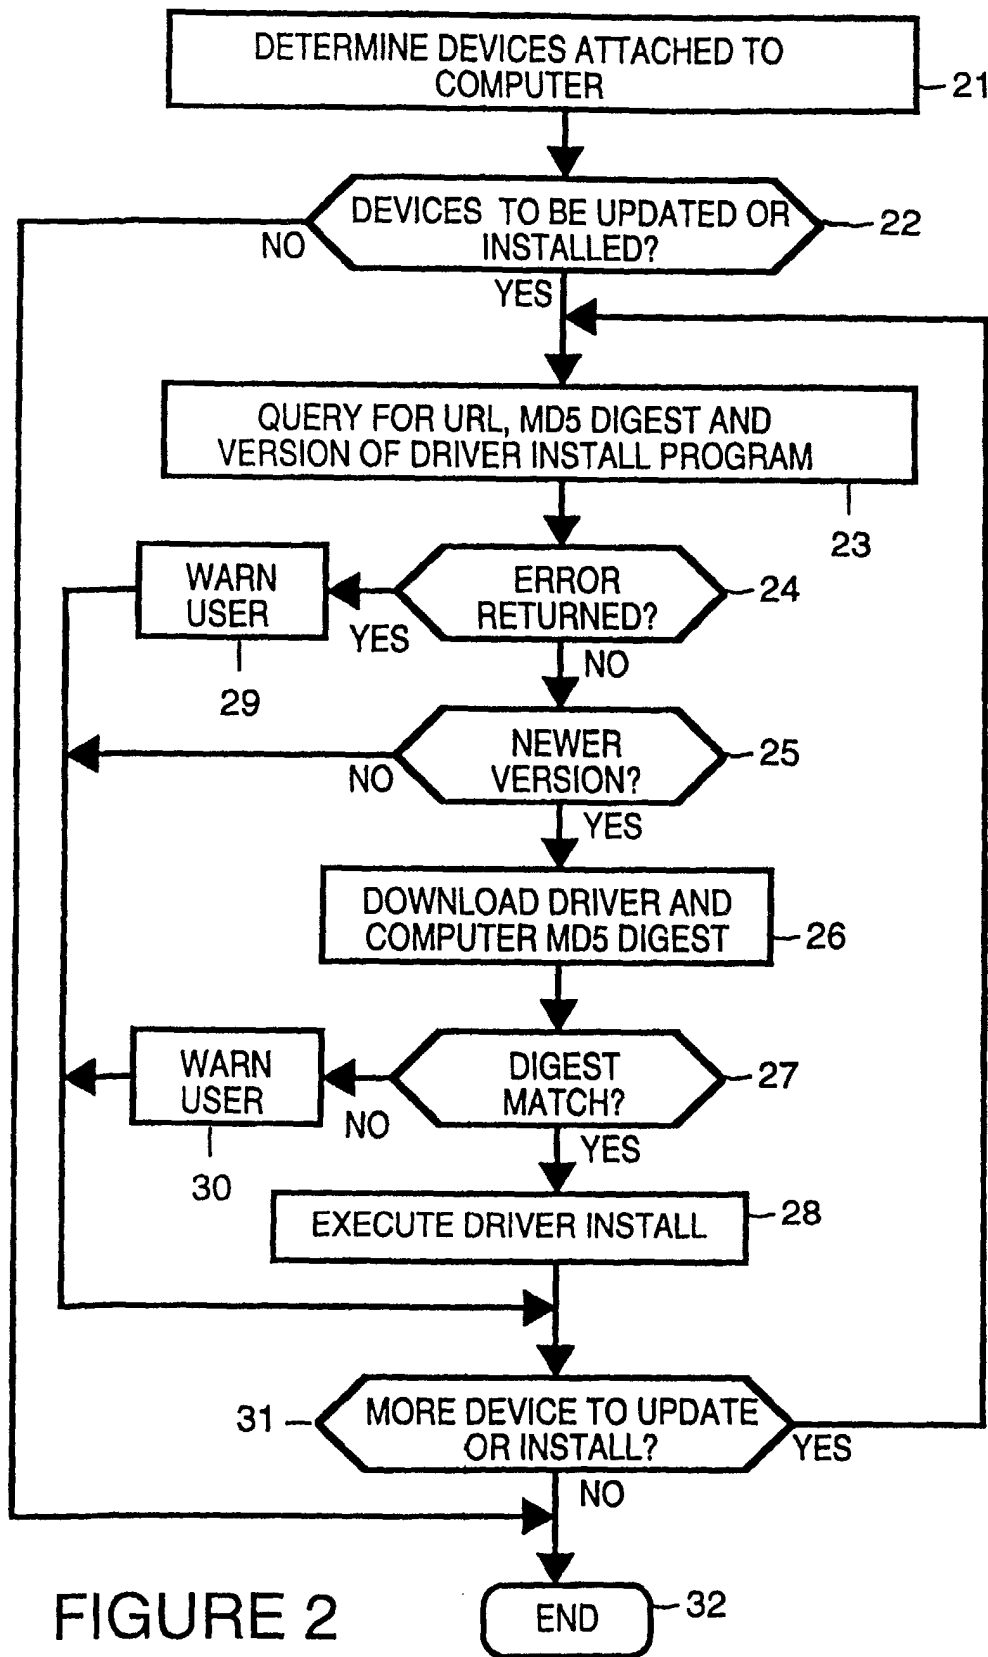 DETERMINE DEVICES ATTACHED TO
COMPUTER
21
DEVICES TO BE UPDATED OR
INSTALLED?
22
NO
YES
QUERY FOR URL, MD5 DIGEST AND
VERSION OF DRIVER INSTALL PROGRAM
23
WARN
USER
29
YES
ERROR
RETURNED?
24
NO
NEWER
VERSION?
25
NO
YES
DOWNLOAD DRIVER AND
COMPUTER MD5 DIGEST
26
WARN
USER
30
NO
DIGEST
MATCH?
27
YES
EXECUTE DRIVER INSTALL
28
31
MORE DEVICE TO UPDATE
OR INSTALL?
YES
NO
END
32
FIGURE 2